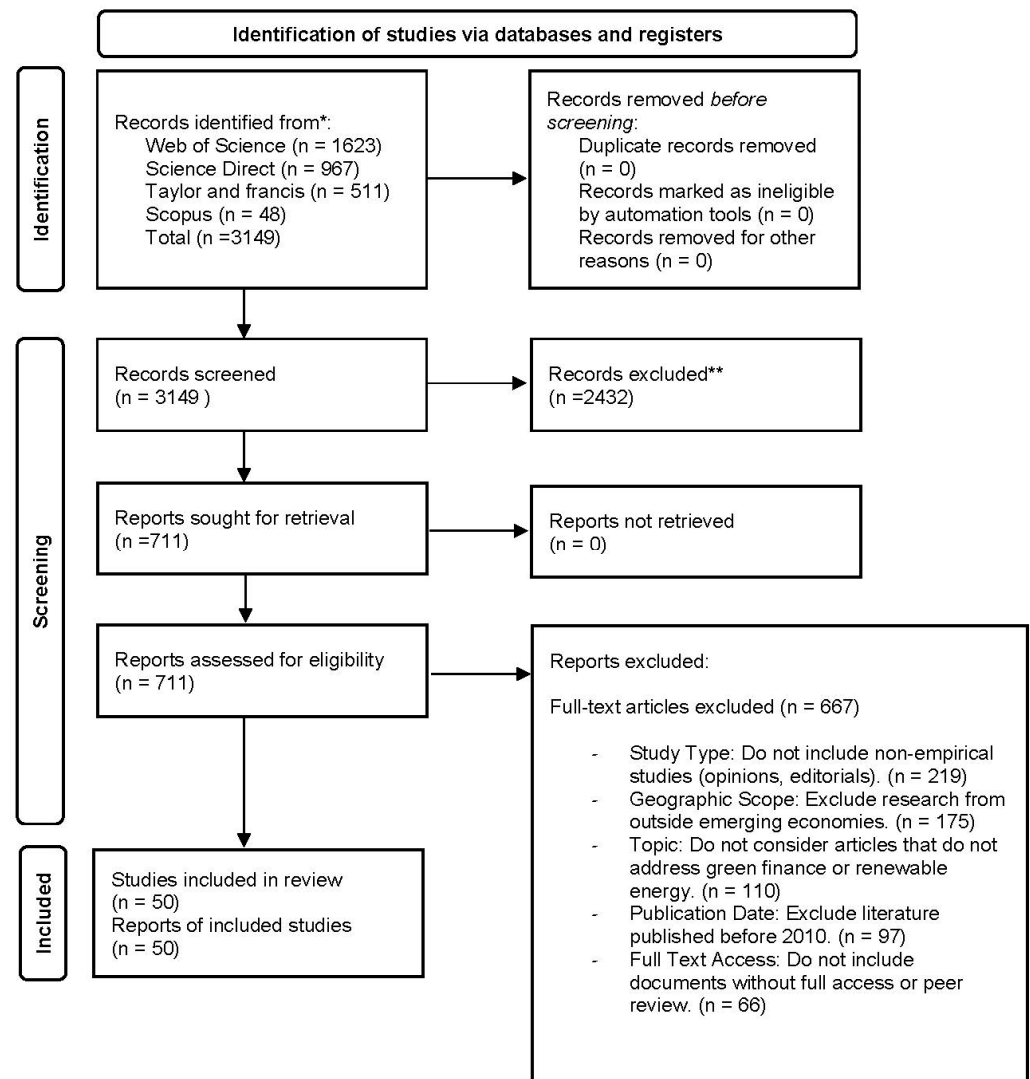 Identification of studies via databases and registers
Identification
Records identified from*:
Web of Science (n = 1623)
Science Direct (n = 967)
Taylor and francis (n = 511)
Scopus (n = 48)
Total (n =3149)
Records removed before
screening:
Duplicate records removed
(n = 0)
Records marked as ineligible
by automation tools (n = 0)
Records removed for other
reasons (n = 0)
Screening
Records screened
(n = 3149 )
Records excluded**
(n =2432)
Reports sought for retrieval
(n =711)
Reports not retrieved
(n = 0)
Reports assessed for eligibility
(n = 711)
Reports excluded:
Full-text articles excluded (n = 667)
- Study Type: Do not include non-empirical
studies (opinions, editorials). (n = 219)
- Geographic Scope: Exclude research from
outside emerging economies. (n = 175)
- Topic: Do not consider articles that do not
address green finance or renewable
energy. (n = 110)
- Publication Date: Exclude literature
published before 2010. (n = 97)
- Full Text Access: Do not include
documents without full access or peer
review. (n = 66)
Included
Studies included in review
(n = 50)
Reports of included studies
(n = 50)